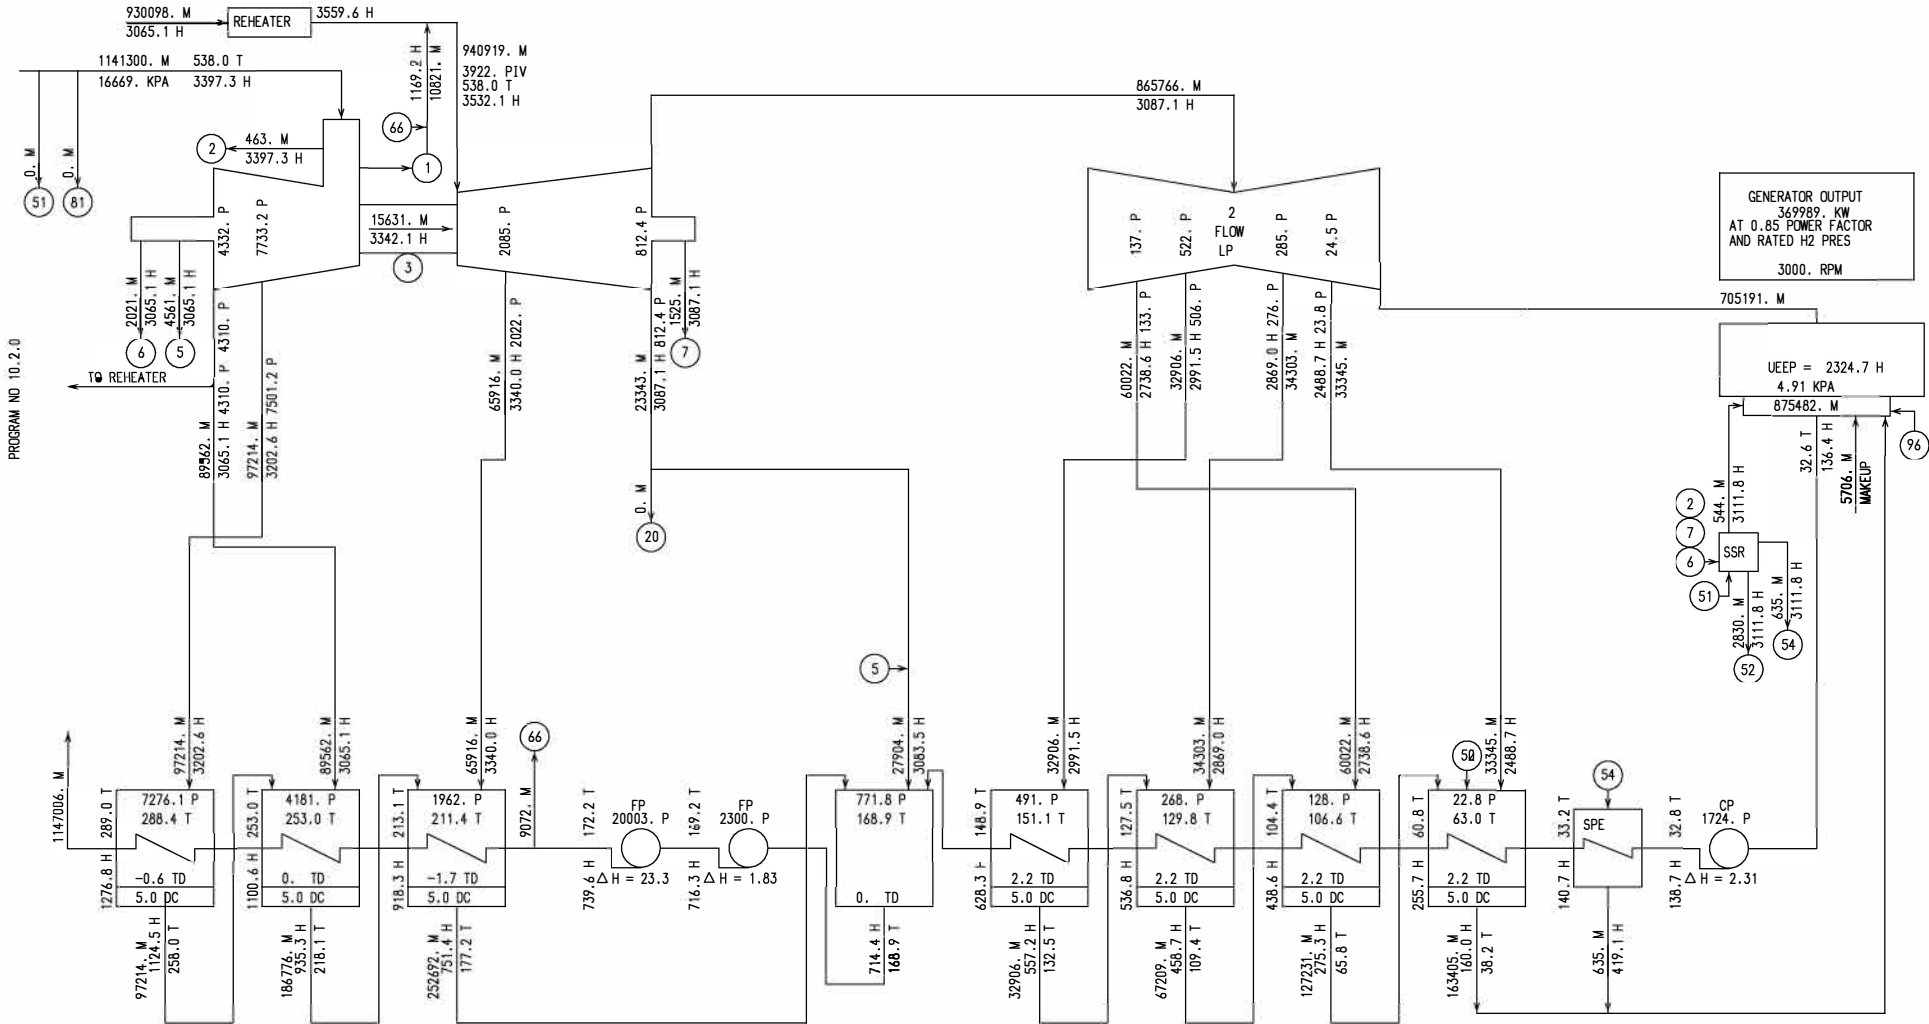 930098. M
3065.1 H
REHEATER
3559.6 H
1141300. M 538.0 T
16669. KPA 3397.3 H
1169.2 H
10821. M
940919. M
3922. PIV
538.0 T
3532.1 H
865766. M
3087.1 H
66
2
463. M
3397.3 H
1
0. M
51
0. M
81
GENERATOR OUTPUT
369989. KW
AT 0.85 POWER FACTOR
AND RATED H2 PRES
3000. RPM
4332. P
7733.2 P
15631. M
3342.1 H
3
2085. P
812.4 P
137. P
522. P
2
FLOW
LP
285. P
24.5 P
2021. M
3065.1 H
6
4561. M
3065.1 H
5
4310. P
1525. M
3087.1 H
7
705191. M
UEEP = 2324.7 H
4.91 KPA
875482. M
PROGRAM NO 10.2.0
TO REHEATER
89562. M
3065.1 H 4310. P
97214. M
3202.6 H 7501.2 P
65916. M
3340.0 H 2022. P
23343. M
3087.1 H 812.4 P
60022. M
2738.6 H 133. P
32906. M
2991.5 H 506. P
2869.0 H 276. P
34303. M
2488.7 H 23.8 P
33345. M
32.6 T
136.4 H
5706. M
MAKEUP
96
0. M
20
544. M
3111.8 H
2
7
6
SSR
51
2830. M
3111.8 H
52
635. M
3111.8 H
54
5
97214. M
3202.6 H
89562. M
3065.1 H
65916. M
3340.0 H
66
9072. M
27904. M
3083.5 H
32906. M
2991.5 H
34303. M
2869.0 H
60022. M
2738.6 H
50
33345. M
2488.7 H
54
1147006. M
289.0 T
1276.8 H
7276.1 P
288.4 T
-0.6 TD
5.0 DC
253.0 T
1100.6 H
4181. P
253.0 T
0. TD
5.0 DC
213.1 T
918.3 H
1962. P
211.4 T
-1.7 TD
5.0 DC
172.2 T
739.6 H
FP
20003. P
△ H = 23.3
169.2 T
716.3 H
FP
2300. P
△ H = 1.83
771.8 P
168.9 T
0. TD
148.9 T
628.3 H
491. P
151.1 T
2.2 TD
5.0 DC
127.5 T
536.8 H
268. P
129.8 T
2.2 TD
5.0 DC
104.4 T
438.6 H
128. P
106.6 T
2.2 TD
5.0 DC
60.8 T
255.7 H
22.8 P
63.0 T
2.2 TD
5.0 DC
33.2 T
140.7 H
SPE
32.8 T
138.7 H
CP
1724. P
△ H = 2.31
97214. M
1124.5 H
258.0 T
186776. M
935.3 H
218.1 T
252692. M
751.4 H
177.2 T
714.4 H
168.9 T
32906. M
557.2 H
132.5 T
67209. M
458.7 H
109.4 T
127231. M
275.3 H
65.8 T
163405. M
160.0 H
38.2 T
635. M
419.1 H